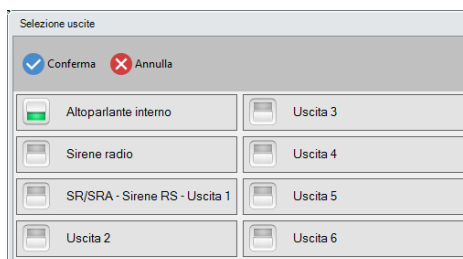 Selezione uscite
Conferma Annulla
Altoparlante interno
Uscita 3
Sirene radio
Uscita 4
SR/SRA - Sirene RS - Uscita 1
Uscita 5
Uscita 2
Uscita 6